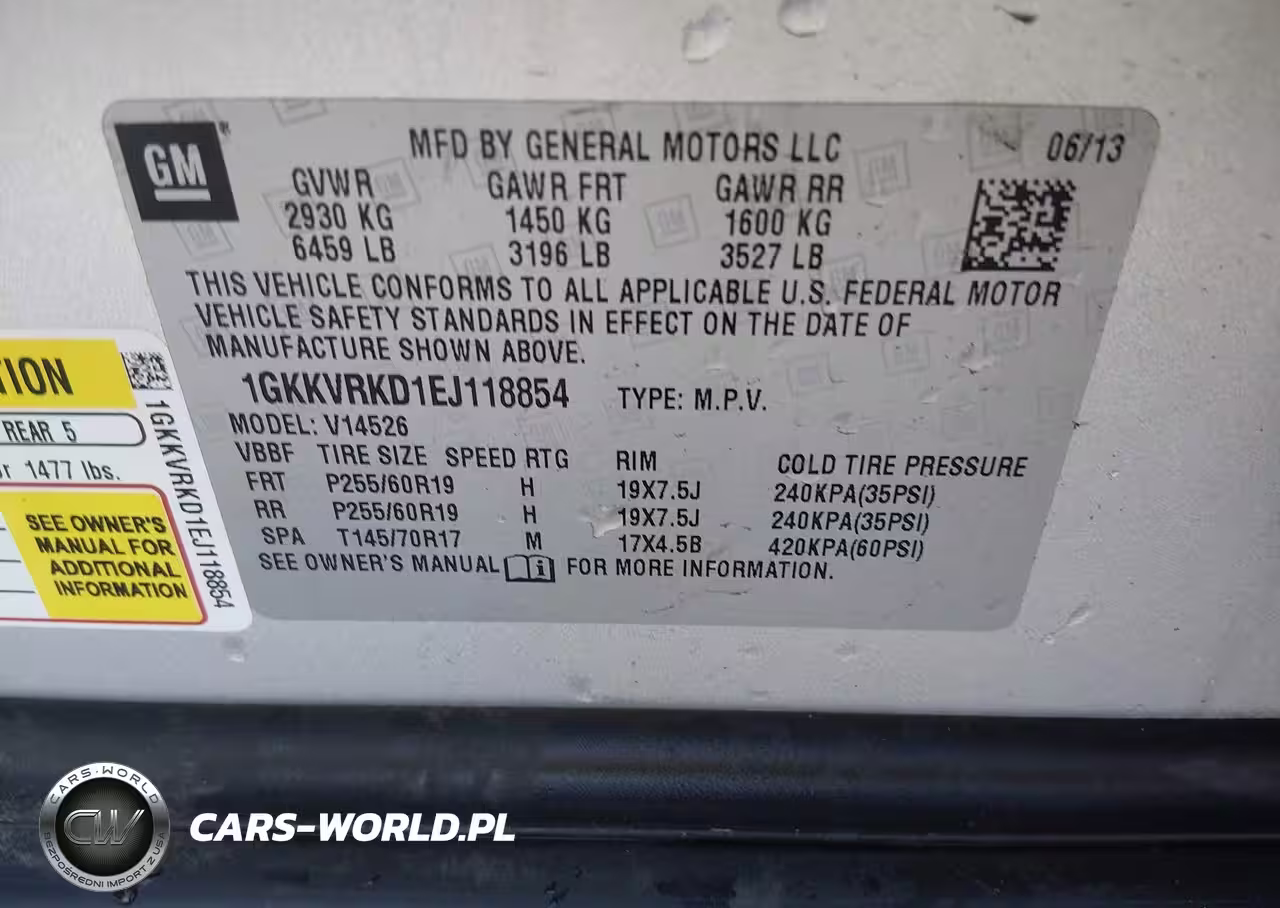 GM®
MFD BY GENERAL MOTORS LLC 06/13
GVWR GAWR FRT GAWR RR
2930 KG 1450 KG 1600 KG
6459 LB 3196 LB 3527 LB
THIS VEHICLE CONFORMS TO ALL APPLICABLE U.S. FEDERAL MOTOR
VEHICLE SAFETY STANDARDS IN EFFECT ON THE DATE OF
MANUFACTURE SHOWN ABOVE.
1GKKVRKD1EJ118854 TYPE: M.P.V.
MODEL: V14526
VBBF TIRE SIZE SPEED RTG RIM COLD TIRE PRESSURE
FRT P255/60R19 H 19X7.5J 240KPA(35PSI)
RR P255/60R19 H 19X7.5J 240KPA(35PSI)
SPA T145/70R17 M 17X4.5B 420KPA(60PSI)
SEE OWNER'S MANUAL i FOR MORE INFORMATION.
TION
REAR 5
or 1477 lbs.
SEE OWNER'S
MANUAL FOR
ADDITIONAL
INFORMATION
1GKKVRKD1EJ118854
CARS-WORLD
CW
BEZPOŚREDNI IMPORT Z USA
CARS-WORLD.PL